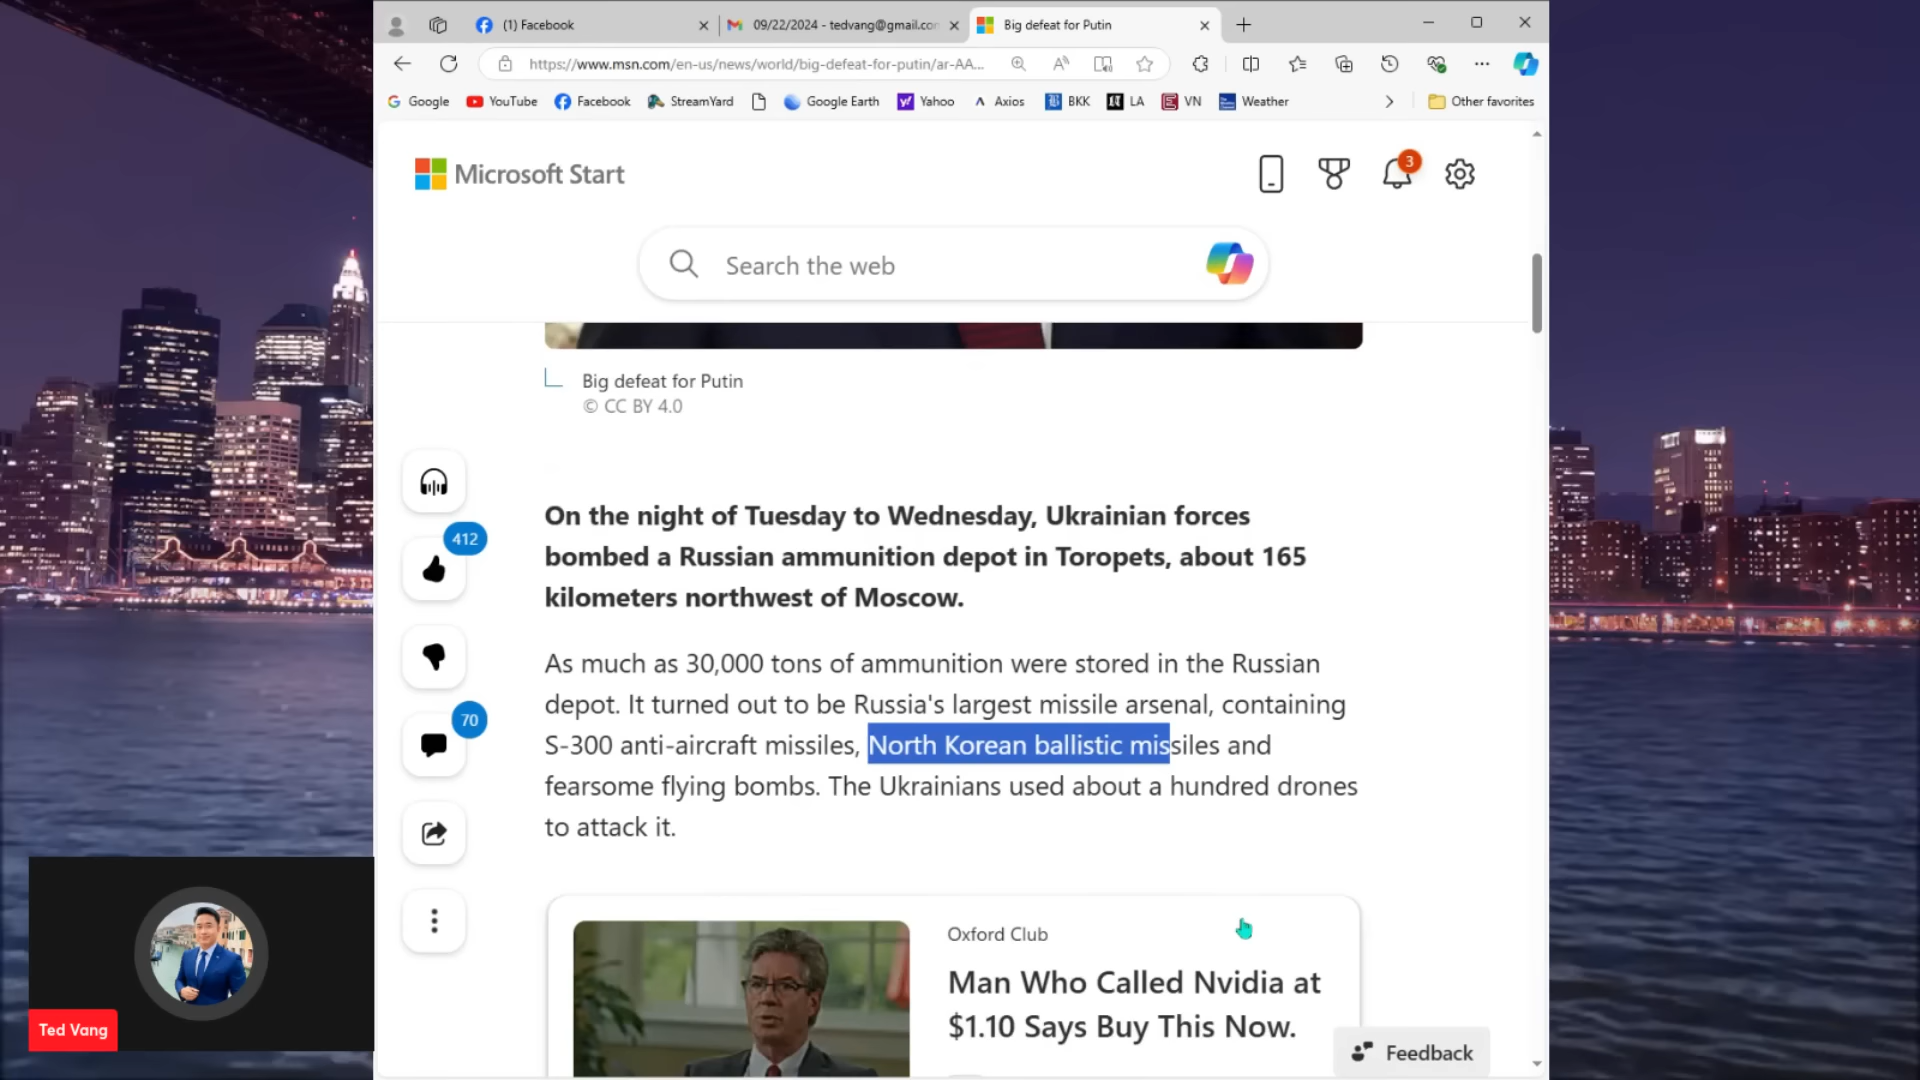 (1) Facebook
09/22/2024 - tedvang@gmail.co
Big defeat for Putin
https://www.msn.com/en-us/news/world/big-defeat-for-putin/ar-AA...
Google
YouTube
Facebook
StreamYard
Google Earth
Yahoo
Axios
BKK
LA
VN
Weather
Other favorites
Microsoft Start
3
Search the web
Big defeat for Putin
© CC BY 4.0
On the night of Tuesday to Wednesday, Ukrainian forces
bombed a Russian ammunition depot in Toropets, about 165
kilometers northwest of Moscow.
412
70
As much as 30,000 tons of ammunition were stored in the Russian
depot. It turned out to be Russia's largest missile arsenal, containing
S-300 anti-aircraft missiles, North Korean ballistic missiles and
fearsome flying bombs. The Ukrainians used about a hundred drones
to attack it.
Oxford Club
Man Who Called Nvidia at
$1.10 Says Buy This Now.
Feedback
Ted Vang